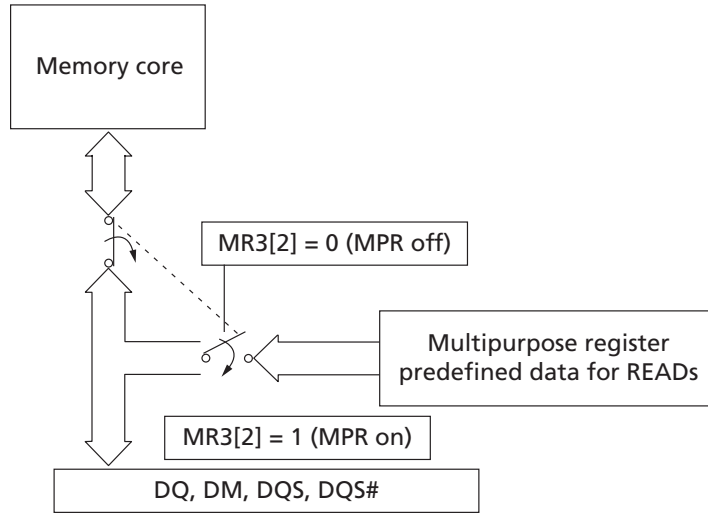 Memory core
MR3[2] = 0 (MPR off)
Multipurpose register
predefined data for READs
MR3[2] = 1 (MPR on)
DQ, DM, DQS, DQS#